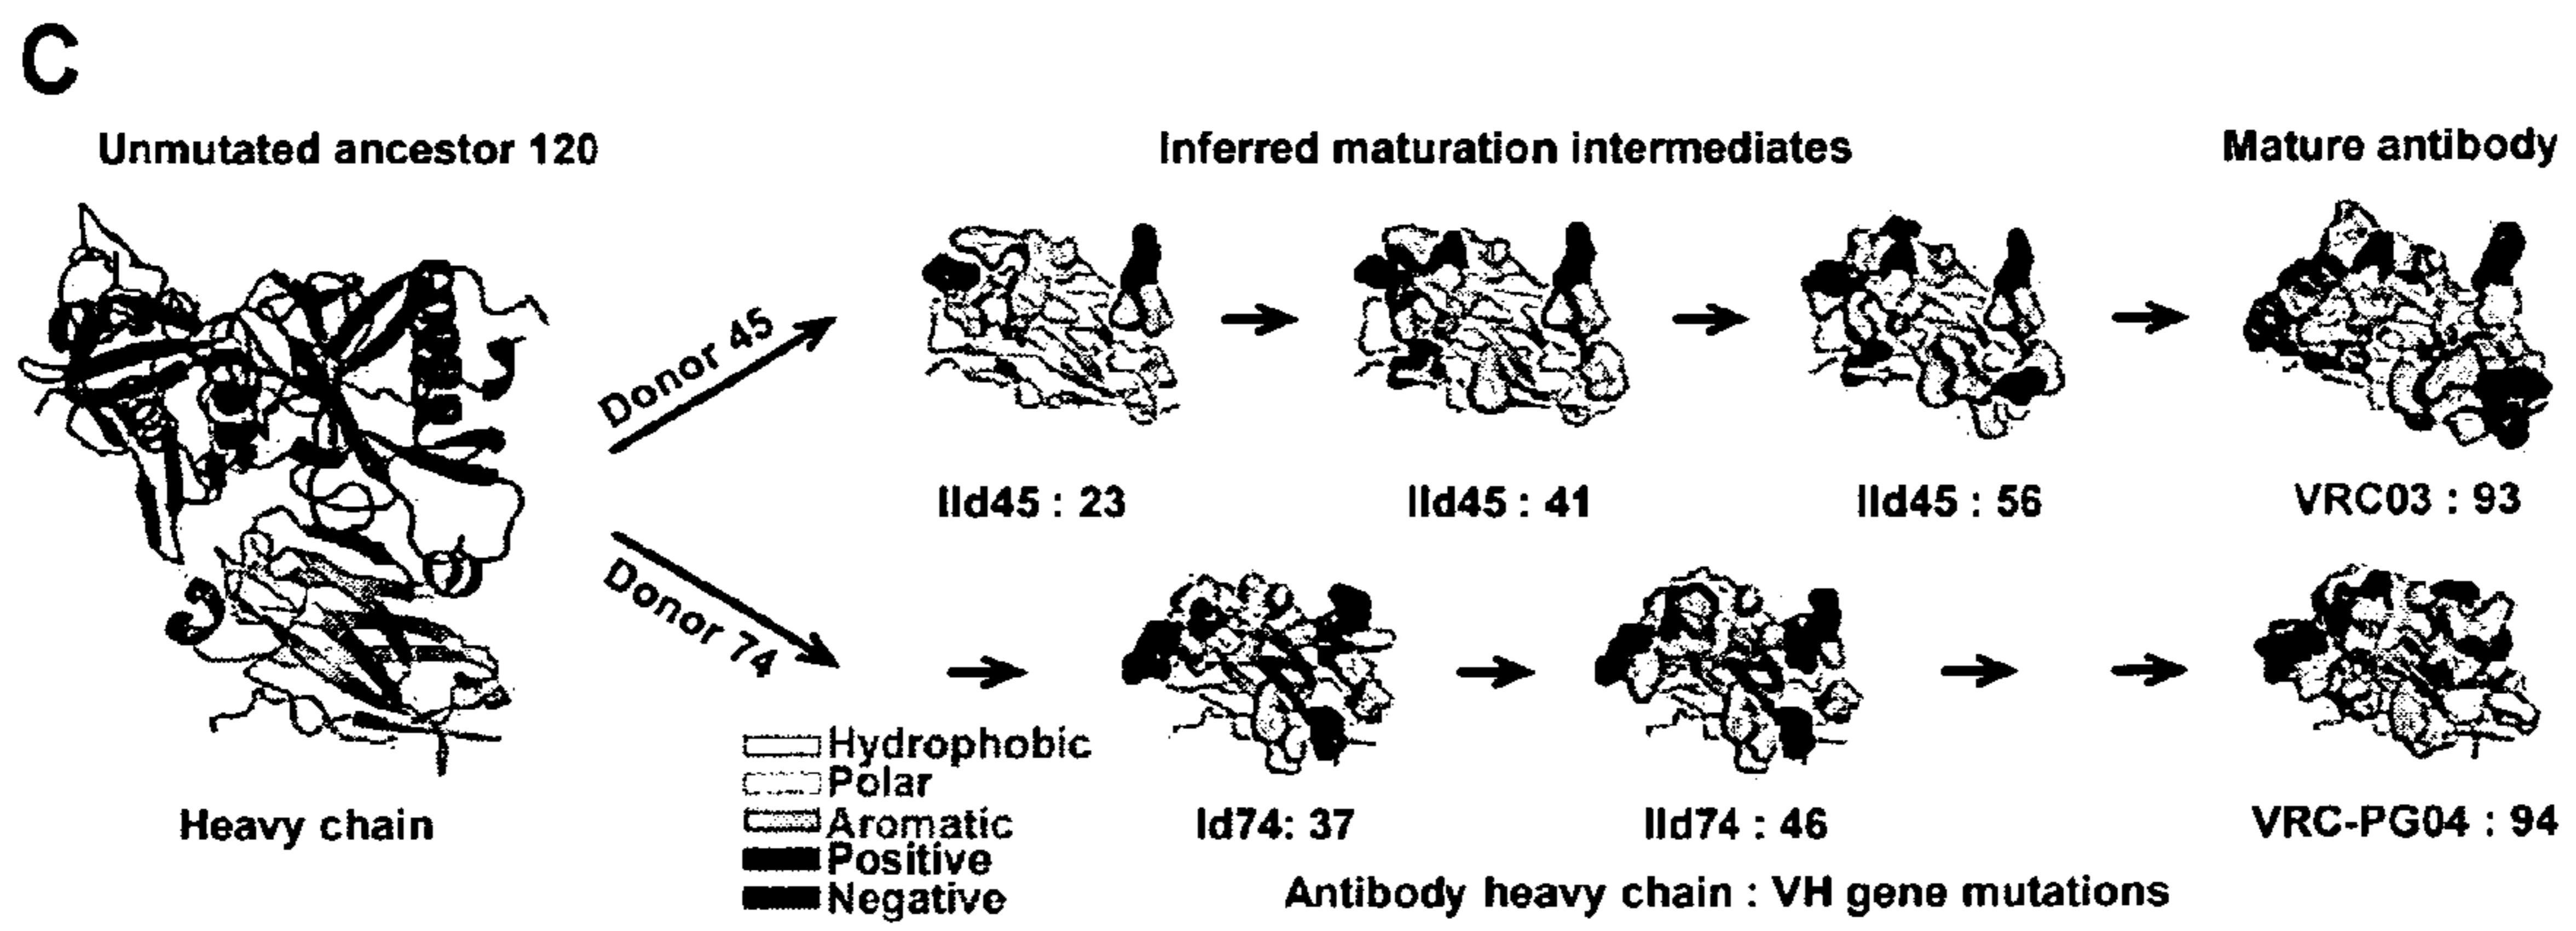 C
Unmutated ancestor 120
Inferred maturation intermediates
Mature antibody
Donor 45
IId45 : 23
IId45 : 41
IId45 : 56
VRC03 : 93
Donor 74
Hydrophobic
Polar
Aromatic
Positive
Negative
Heavy chain
Id74: 37
IId74 : 46
VRC-PG04 : 94
Antibody heavy chain : VH gene mutations